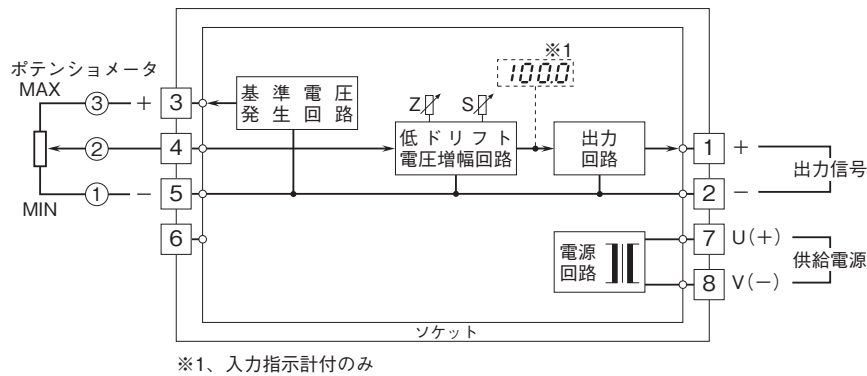 ポテンショメータ
MAX
③ +
②
① −
MIN
3
4
5
6
基準電圧
発生回路
Z
S
低ドリフト
電圧増幅回路
※1
100.0
出力
回路
電源
回路
1 +
2 −
出力信号
7 U(+)
8 V(−)
供給電源
ソケット
※1、入力指示計付のみ